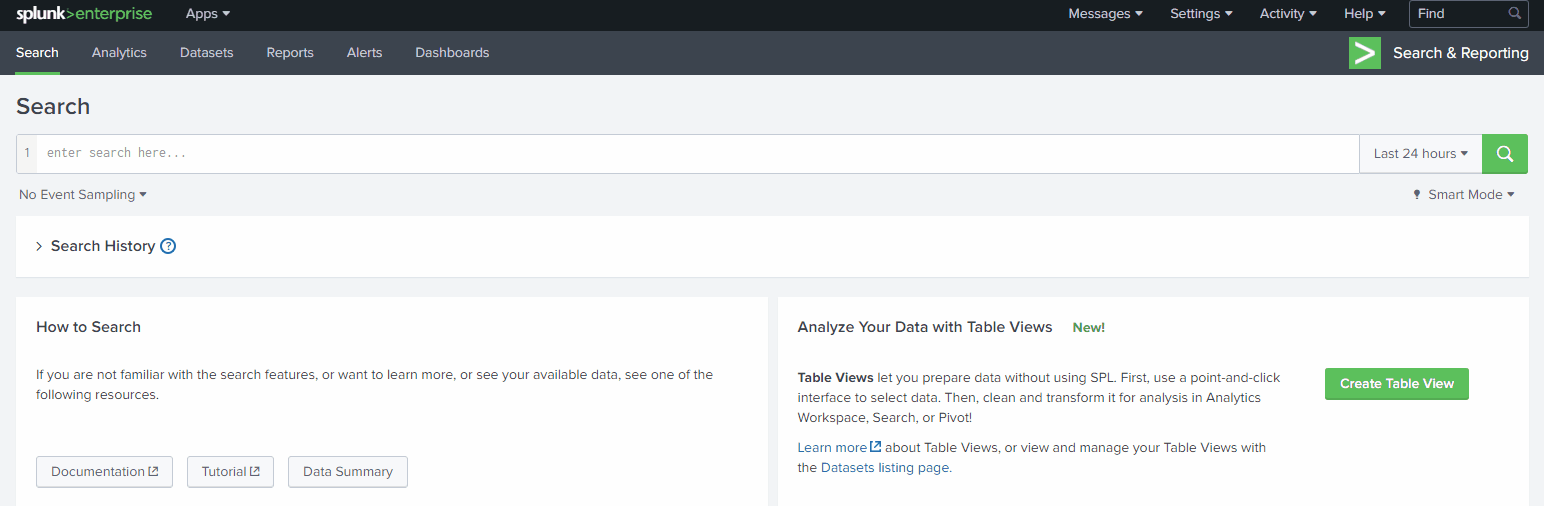 splunk>enterprise Apps Messages Settings Activity Help Find
Search Analytics Datasets Reports Alerts Dashboards Search & Reporting
Search
1 enter search here... Last 24 hours
No Event Sampling Smart Mode
Search History ?
How to Search
If you are not familiar with the search features, or want to learn more, or see your available data, see one of the
following resources.
Documentation Tutorial Data Summary
Analyze Your Data with Table Views New!
Table Views let you prepare data without using SPL. First, use a point-and-click
interface to select data. Then, clean and transform it for analysis in Analytics
Workspace, Search, or Pivot!
Create Table View
Learn more about Table Views, or view and manage your Table Views with
the Datasets listing page.